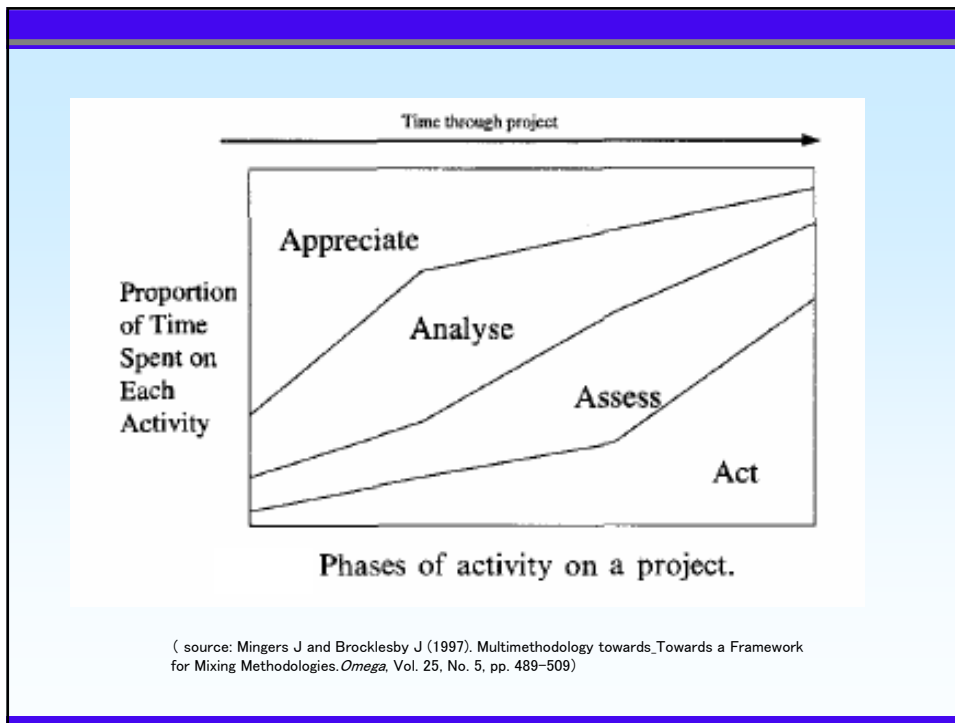 Time through project
Appreciate
Proportion
of Time
Spent on
Each
Activity
Analyse
Assess
Act
Phases of activity on a project.
( source: Mingers J and Brocklesby J (1997). Multimethodology towards_Towards a Framework
for Mixing Methodologies.Omega, Vol. 25, No. 5, pp. 489-509)